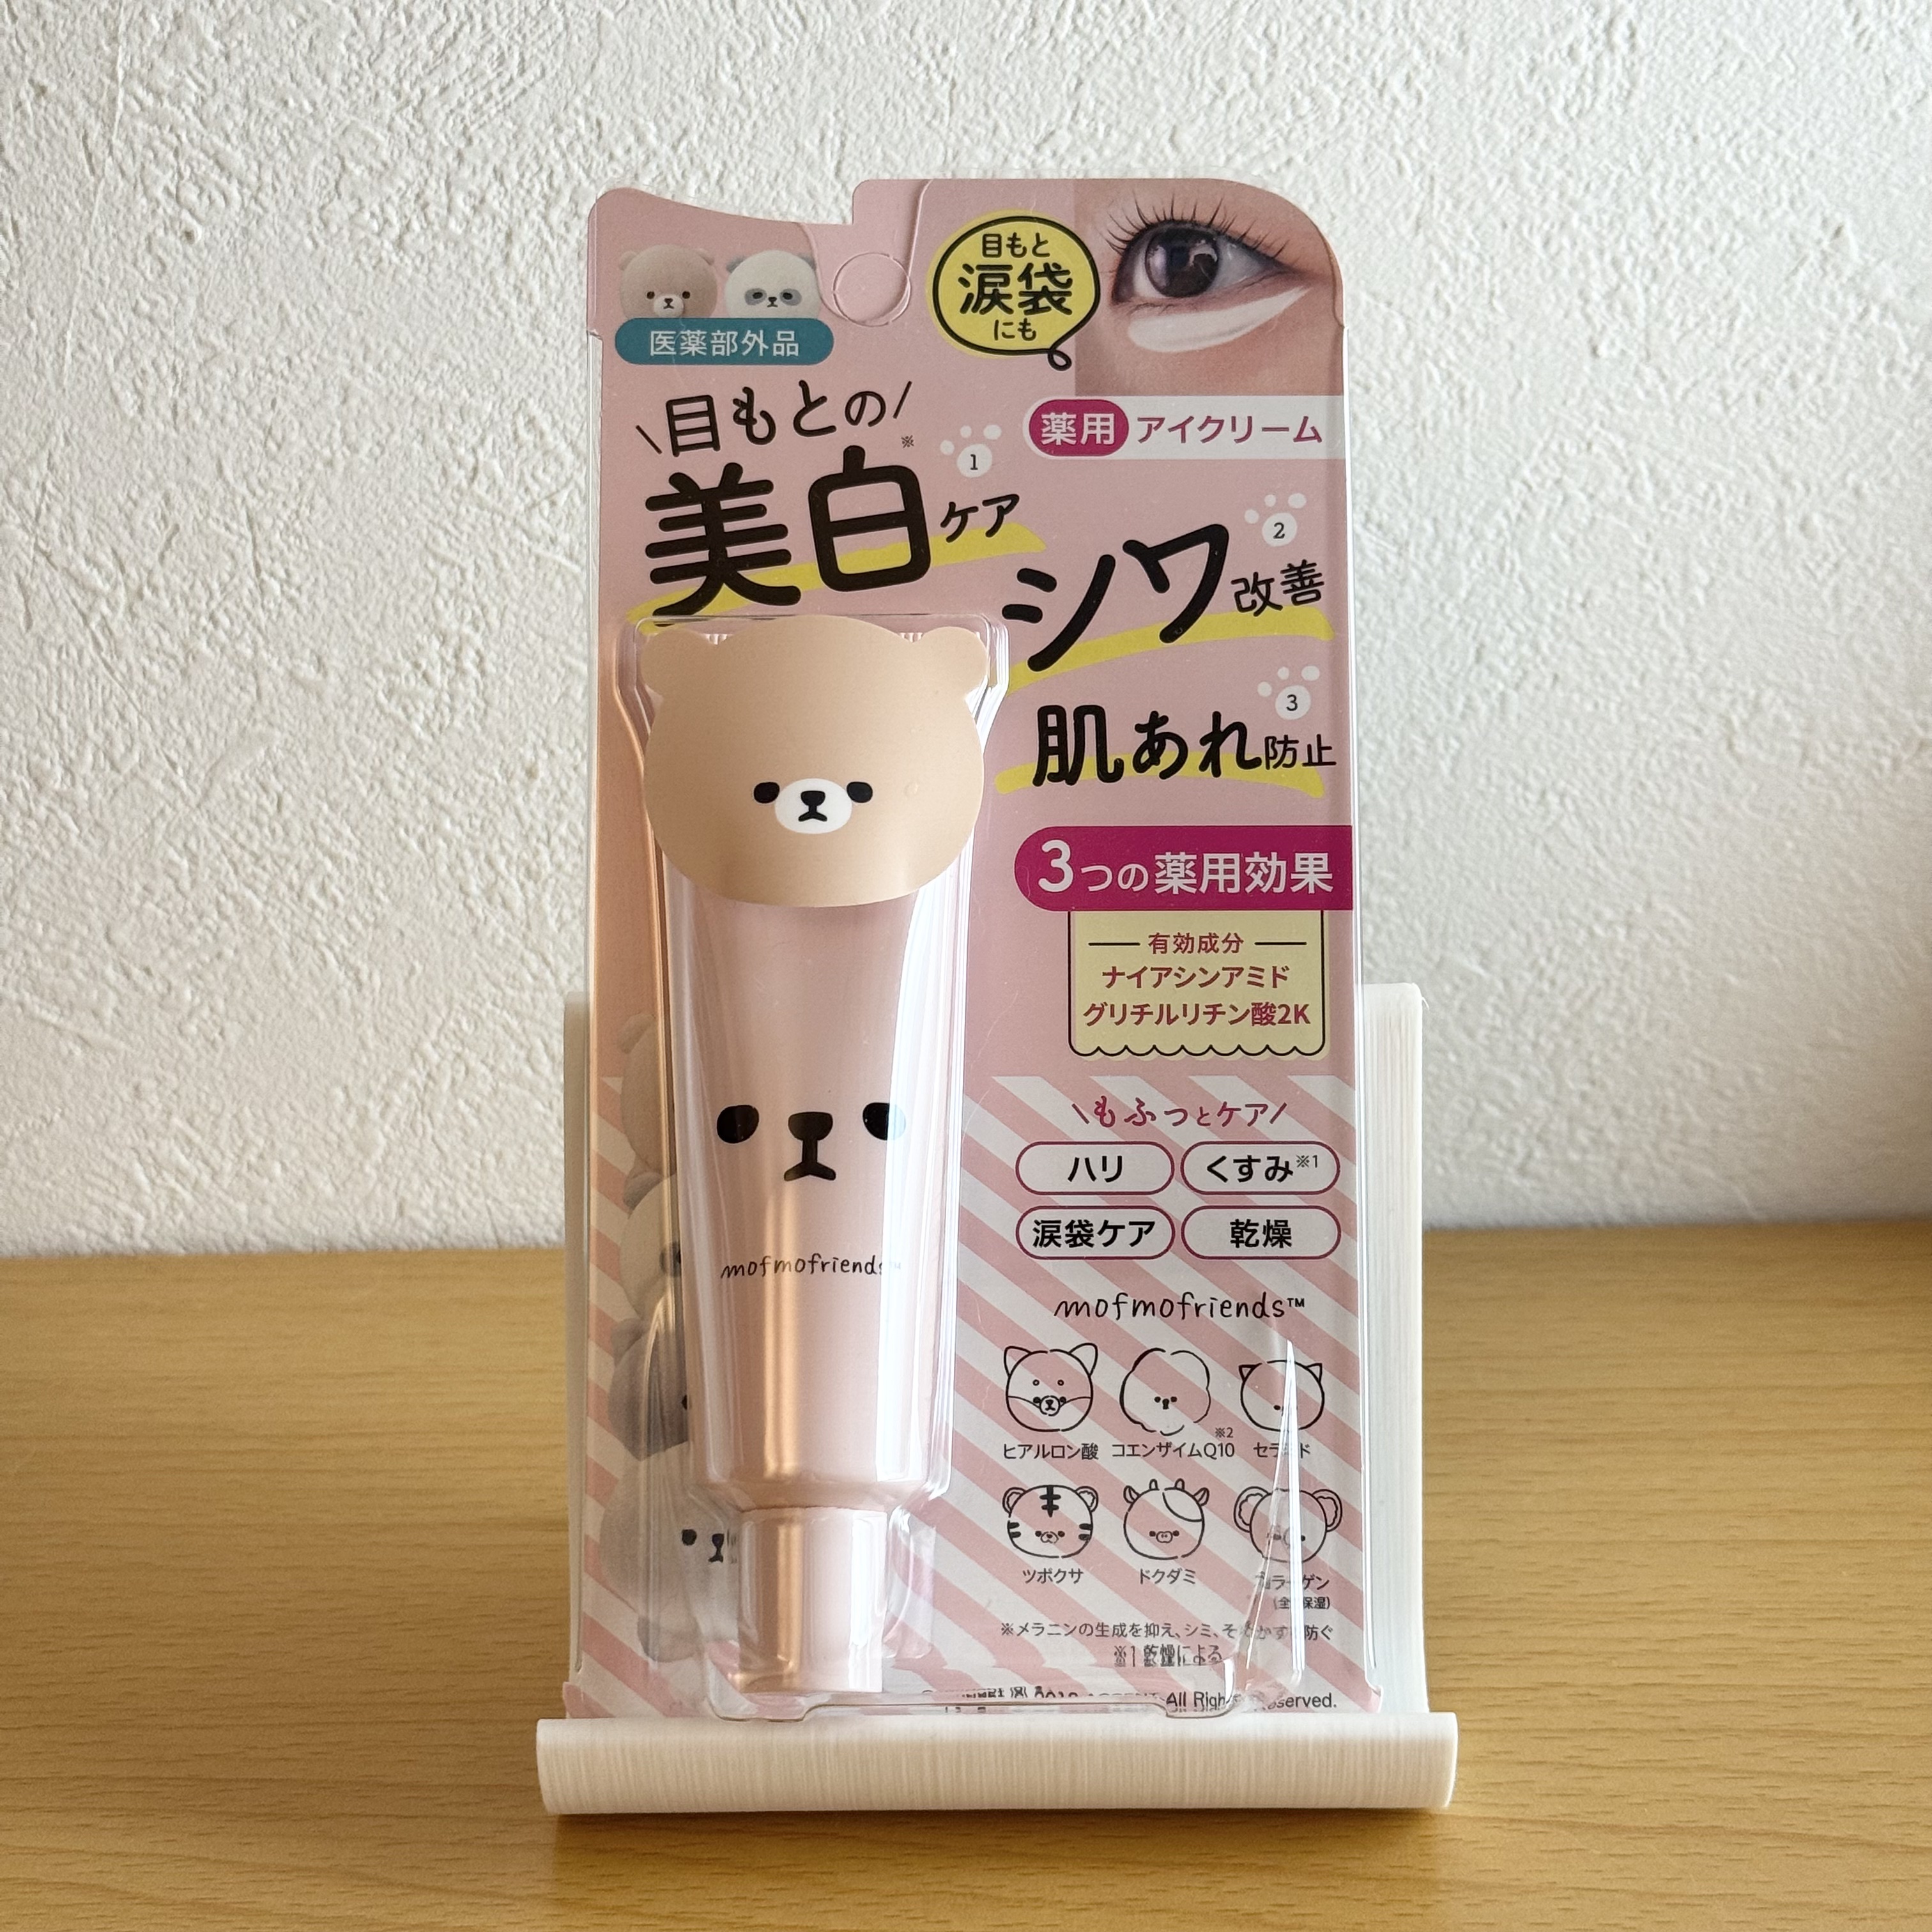 目もと
涙袋
にも
医薬部外品
目もとの
美白※ケア
薬用 アイクリーム
1
2
シワ改善
3
肌あれ防止
3つの薬用効果
有効成分
ナイアシンアミド
グリチルリチン酸2K
もふっとケア
ハリ くすみ※1
涙袋ケア 乾燥
mofmofriends
mofmofriends™
ヒアルロン酸 コエンザイムQ10※2
ツボクサ ドクダミ
※メラニンの生成を抑え、シミ、そばかすを防ぐ
※1 乾燥による
All Rights Reserved.